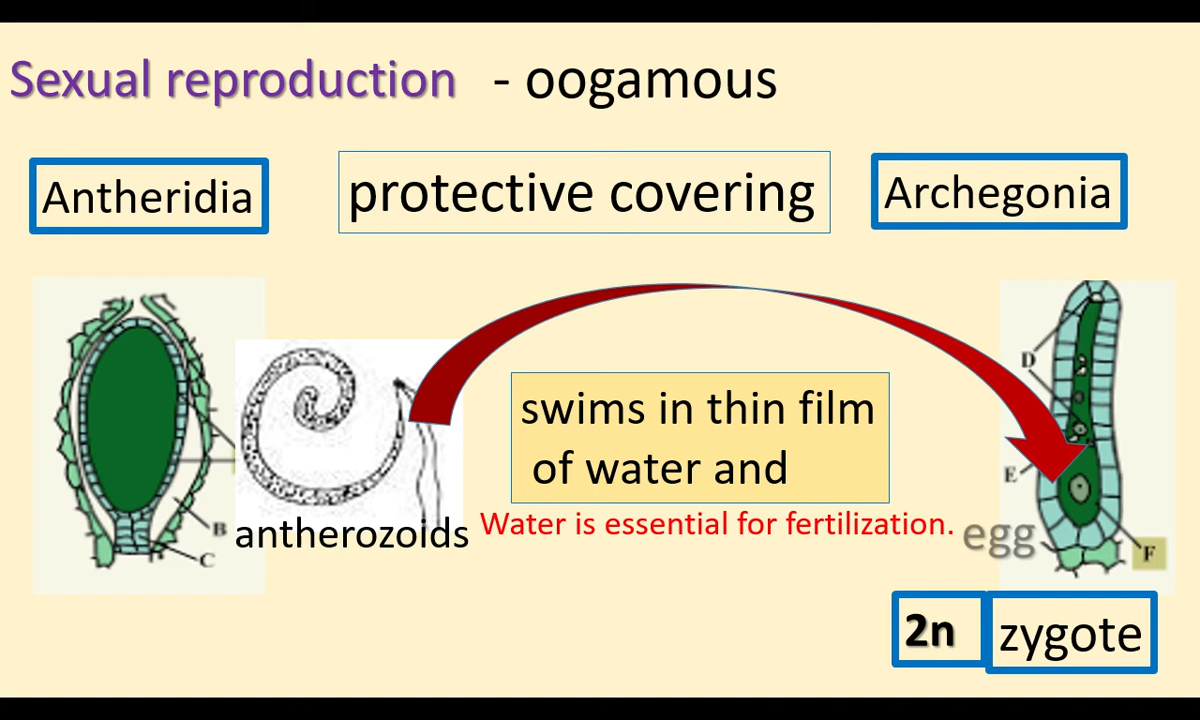 Sexual reproduction - oogamous
Antheridia
protective covering
Archegonia
D
swims in thin film
of water and
E
B
antherozoids
Water is essential for fertilization.
egg
F
C
2n
zygote